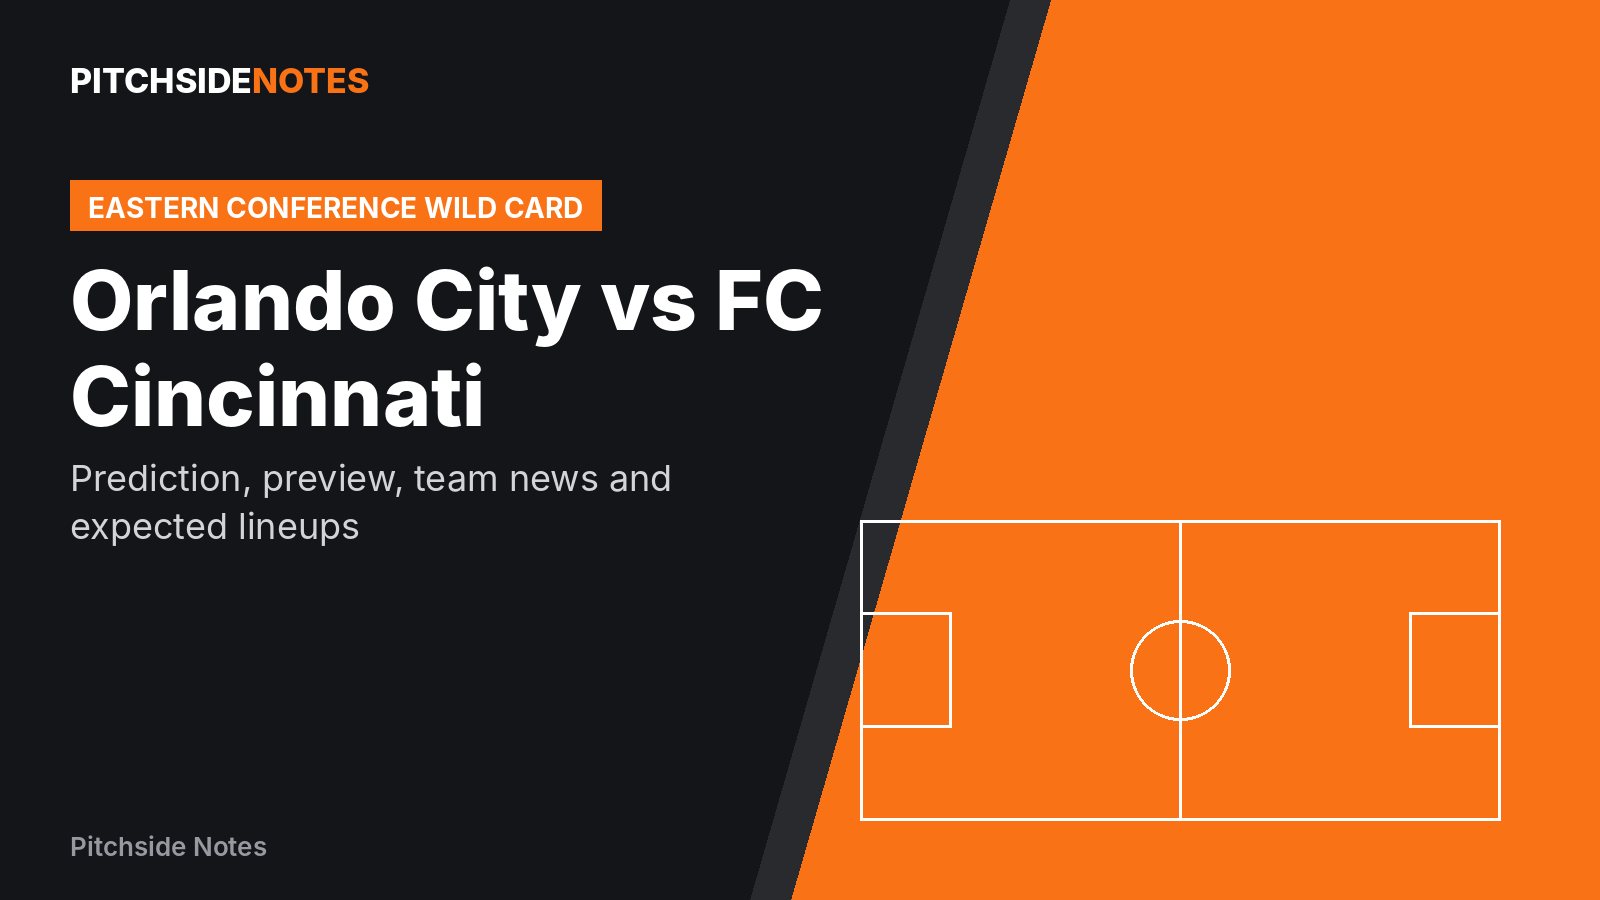 PITCHSIDENOTES
EASTERN CONFERENCE WILD CARD
Orlando City vs FC
Cincinnati
Prediction, preview, team news and
expected lineups
Pitchside Notes